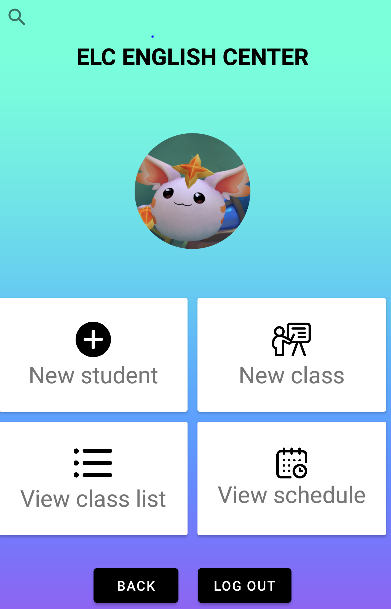 ELC ENGLISH CENTER
New student
New class
View class list
View schedule
BACK
LOG OUT